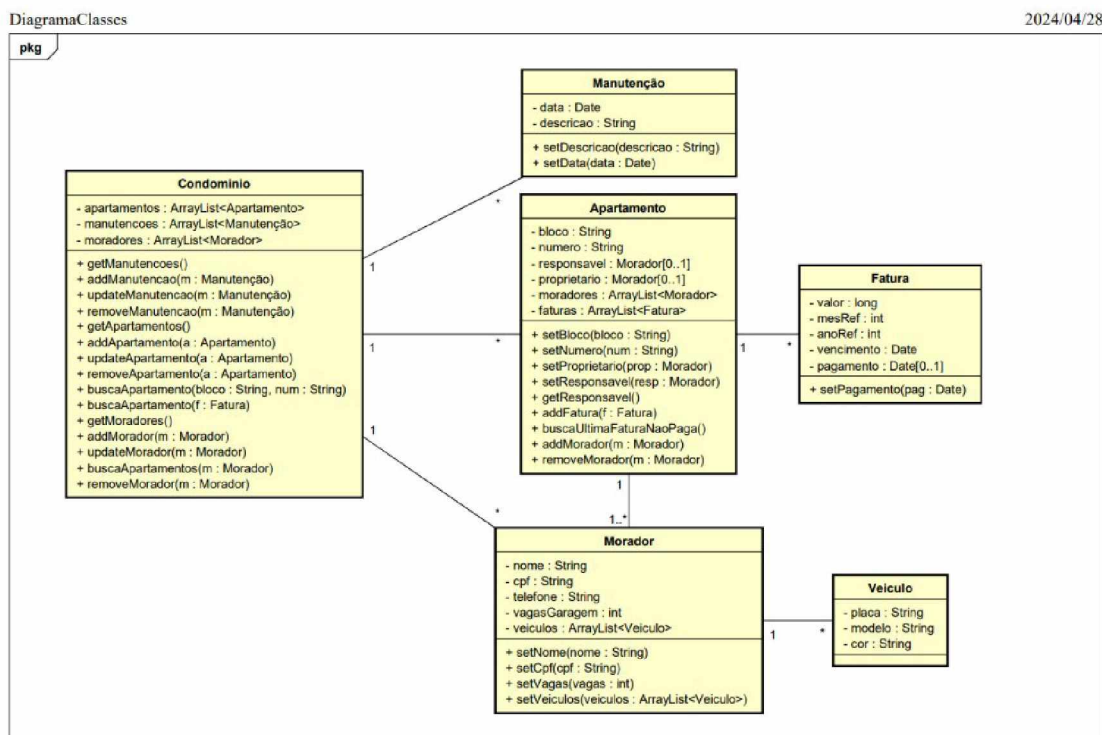 DiagramaClasses
2024/04/28
pkg
Manutenção
- data : Date
- descricao : String
+ setDescricao(descricao : String)
+ setData(data : Date)
Condomínio
- apartamentos : ArrayList<Apartamento>
- manutencoes : ArrayList<Manutenção>
- moradores : ArrayList<Morador>
+ getManutencoes()
+ addManutencao(m : Manutenção)
+ updateManutencao(m : Manutenção)
+ removeManutencao(m : Manutenção)
+ getApartamentos()
+ addApartamento(a : Apartamento)
+ updateApartamento(a : Apartamento)
+ removeApartamento(a : Apartamento)
+ buscaApartamento(bloco : String, num : String)
+ buscaApartamento(f : Fatura)
+ getMoradores()
+ addMorador(m : Morador)
+ updateMorador(m : Morador)
+ buscaApartamentos(m : Morador)
+ removeMorador(m : Morador)
1
*
1
*
1
*
Apartamento
- bloco : String
- numero : String
- responsavel : Morador[0..1]
- proprietario : Morador[0..1]
- moradores : ArrayList<Morador>
- faturas : ArrayList<Fatura>
+ setBloco(bloco : String)
+ setNumero(num : String)
+ setProprietario(prop : Morador)
+ setResponsavel(resp : Morador)
+ getResponsavel()
+ addFatura(f : Fatura)
+ buscaUltimaFaturaNaoPaga()
+ addMorador(m : Morador)
+ removeMorador(m : Morador)
1
*
Fatura
- valor : long
- mesRef : int
- anoRef : int
- vencimento : Date
- pagamento : Date[0..1]
+ setPagamento(pag : Date)
1
1..*
Morador
- nome : String
- cpf : String
- telefone : String
- vagasGaragem : int
- veiculos : ArrayList<Veiculo>
+ setNome(nome : String)
+ setCpf(cpf : String)
+ setVagas(vagas : int)
+ setVeiculos(veiculos : ArrayList<Veiculo>)
1
*
Veiculo
- placa : String
- modelo : String
- cor : String